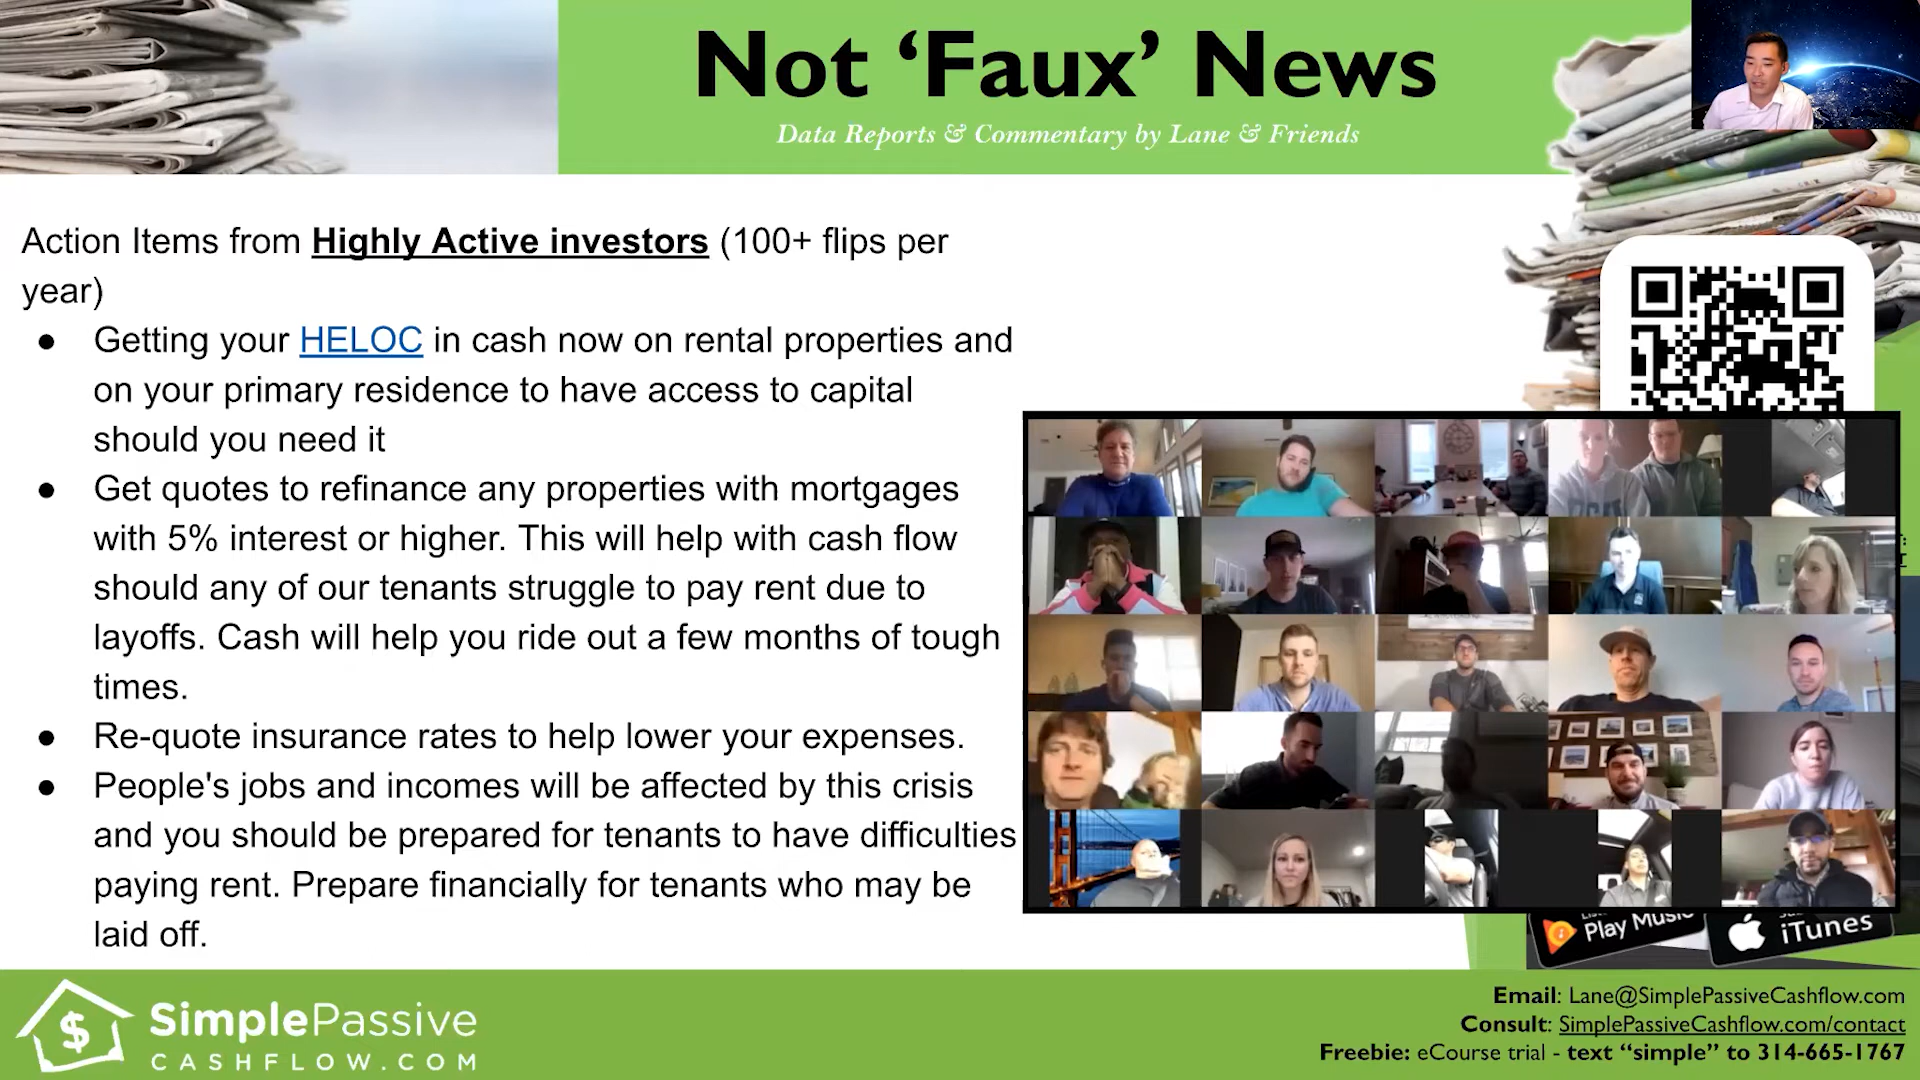 Not ‘Faux’ News
Data Reports & Commentary by Lane & Friends
Action Items from Highly Active investors (100+ flips per
year)
● Getting your HELOC in cash now on rental properties and
on your primary residence to have access to capital
should you need it
● Get quotes to refinance any properties with mortgages
with 5% interest or higher. This will help with cash flow
should any of our tenants struggle to pay rent due to
layoffs. Cash will help you ride out a few months of tough
times.
● Re-quote insurance rates to help lower your expenses.
● People's jobs and incomes will be affected by this crisis
and you should be prepared for tenants to have difficulties
paying rent. Prepare financially for tenants who may be
laid off.
Play Music
iTunes
SimplePassive
CASHFLOW.COM
Email: Lane@SimplePassiveCashflow.com
Consult: SimplePassiveCashflow.com/contact
Freebie: eCourse trial - text “simple” to 314-665-1767